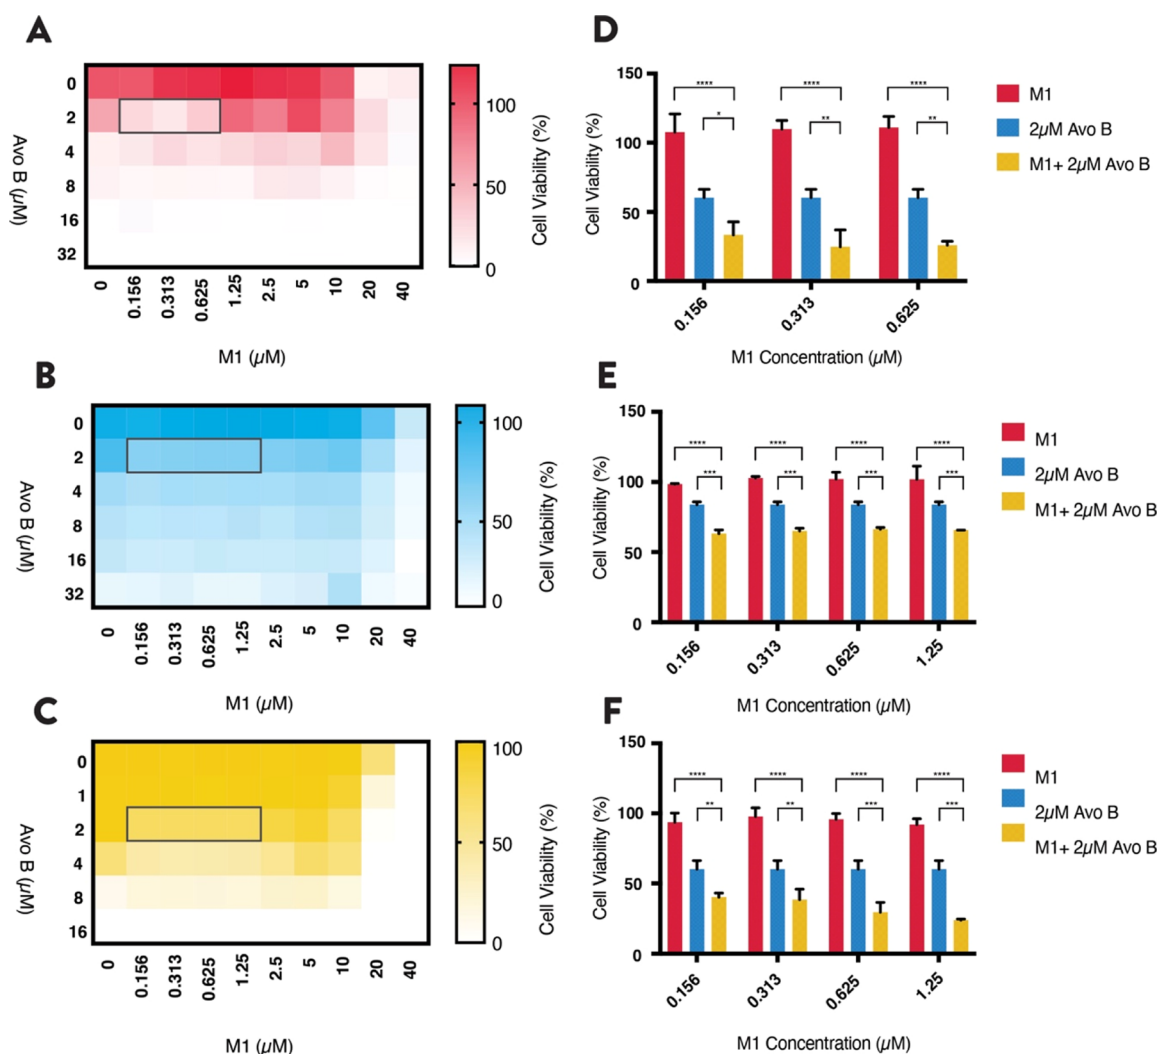 A
0
2
4
8
16
32
Avo B (µM)
0 0.156 0.313 0.625 1.25 2.5 5 10 20 40
M1 (µM)
100
50
0
Cell Viability (%)
D
150
100
50
0
Cell Viability (%)
**** **** ****
* ** **
0.156 0.313 0.625
M1 Concentration (µM)
M1
2µM Avo B
M1+ 2µM Avo B
B
0
2
4
8
16
32
Avo B (µM)
0 0.156 0.313 0.625 1.25 2.5 5 10 20 40
M1 (µM)
100
50
0
Cell Viability (%)
E
150
100
50
0
Cell Viability (%)
**** **** **** ****
*** *** *** ***
0.156 0.313 0.625 1.25
M1 Concentration (µM)
M1
2µM Avo B
M1+ 2µM Avo B
C
0
1
2
4
8
16
Avo B (µM)
0 0.156 0.313 0.625 1.25 2.5 5 10 20 40
M1 (µM)
100
50
0
Cell Viability (%)
F
150
100
50
0
Cell Viability (%)
**** **** **** ****
** ** *** ***
0.156 0.313 0.625 1.25
M1 Concentration (µM)
M1
2µM Avo B
M1+ 2µM Avo B